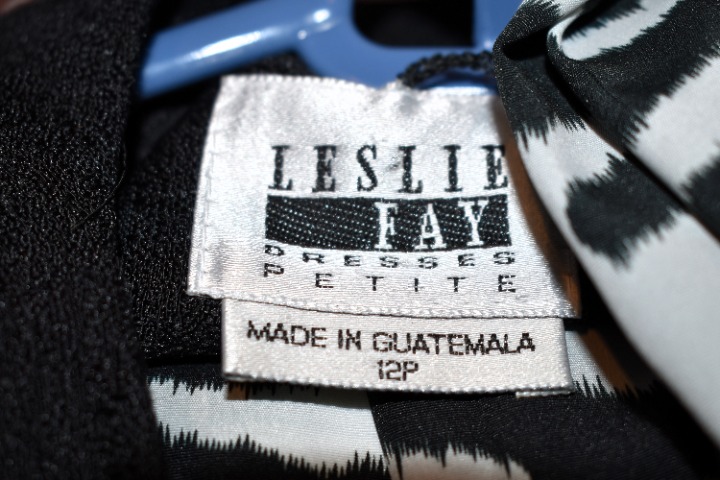 LESLIE
FAY
DRESSES
PETITE
MADE IN GUATEMALA
12P